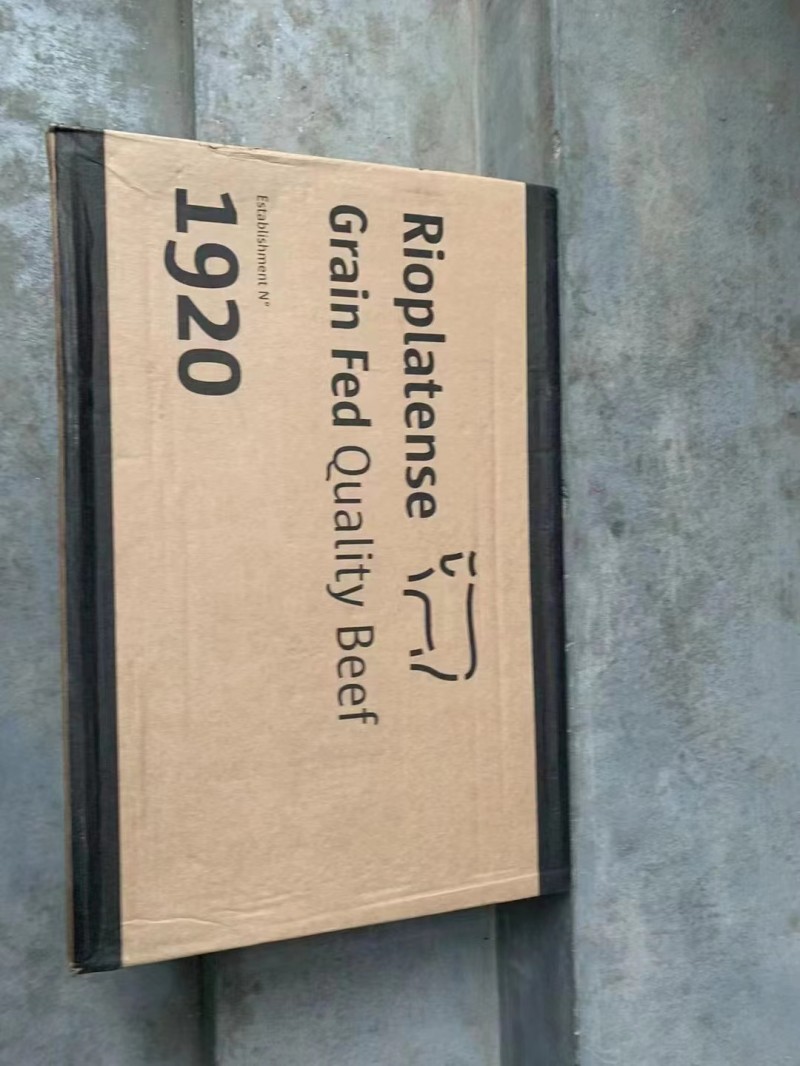 Rioplatense
Grain Fed Quality Beef
Establishment N°
1920